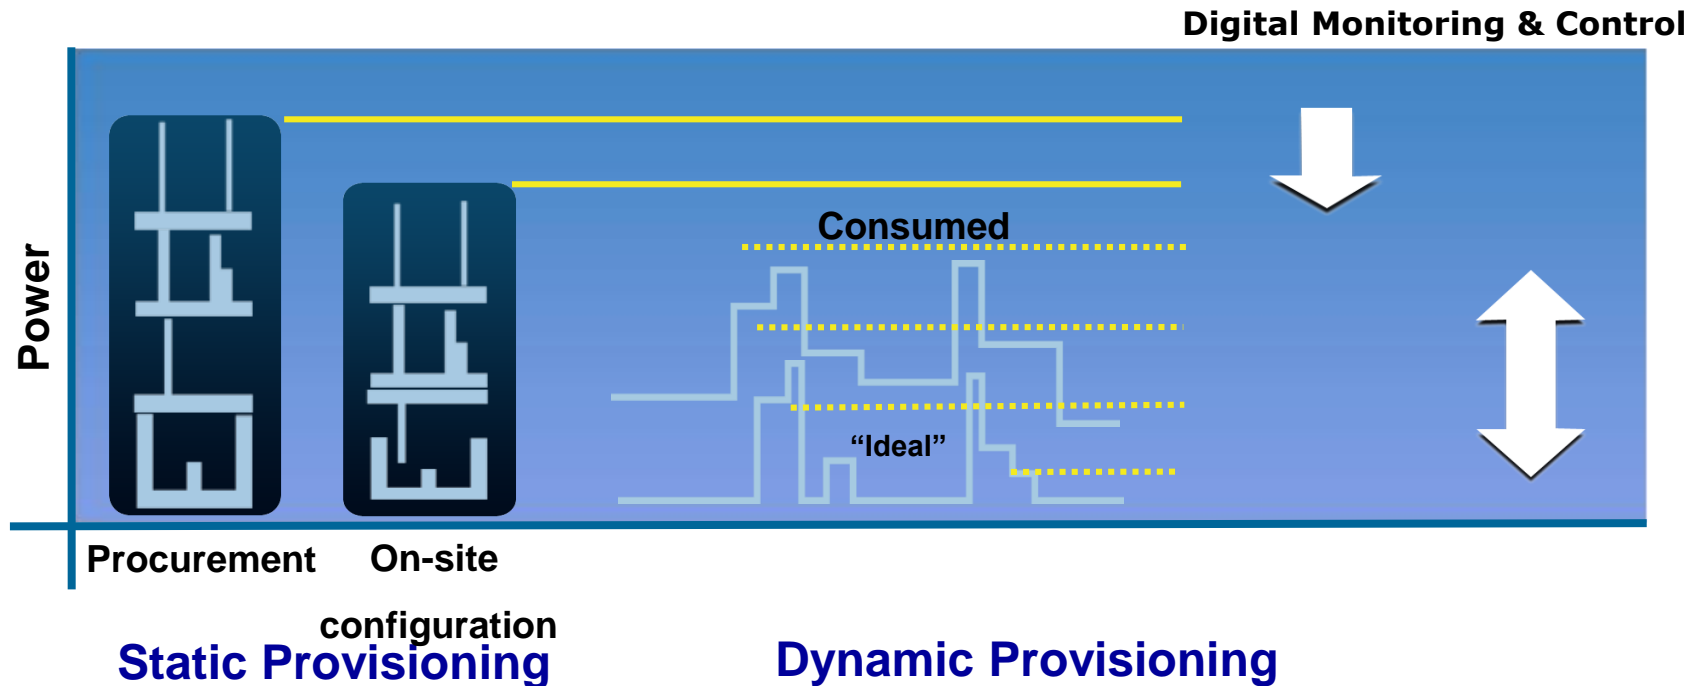 Digital Monitoring & Control
Power
Consumed
“Ideal”
Procurement
On-site
configuration
Static Provisioning
Dynamic Provisioning